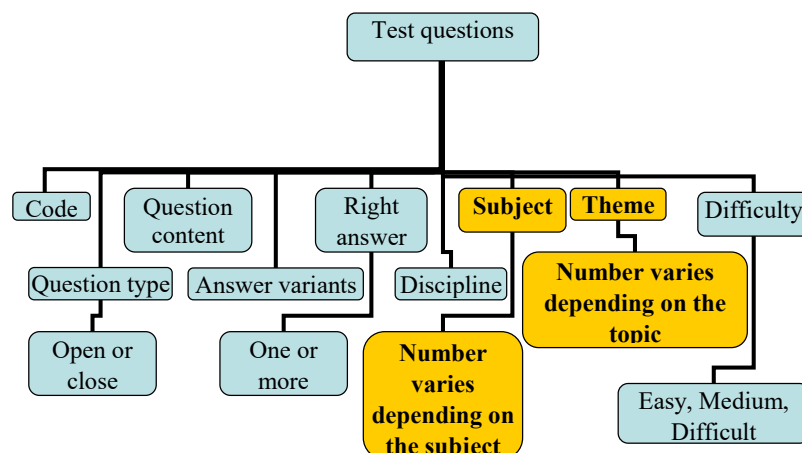 Test questions
Code
Question
content
Right
answer
Subject
Theme
Difficulty
Question type
Answer variants
Discipline
Number varies
depending on the
topic
Open or
close
One or
more
Number
varies
depending on
the subject
Easy, Medium,
Difficult